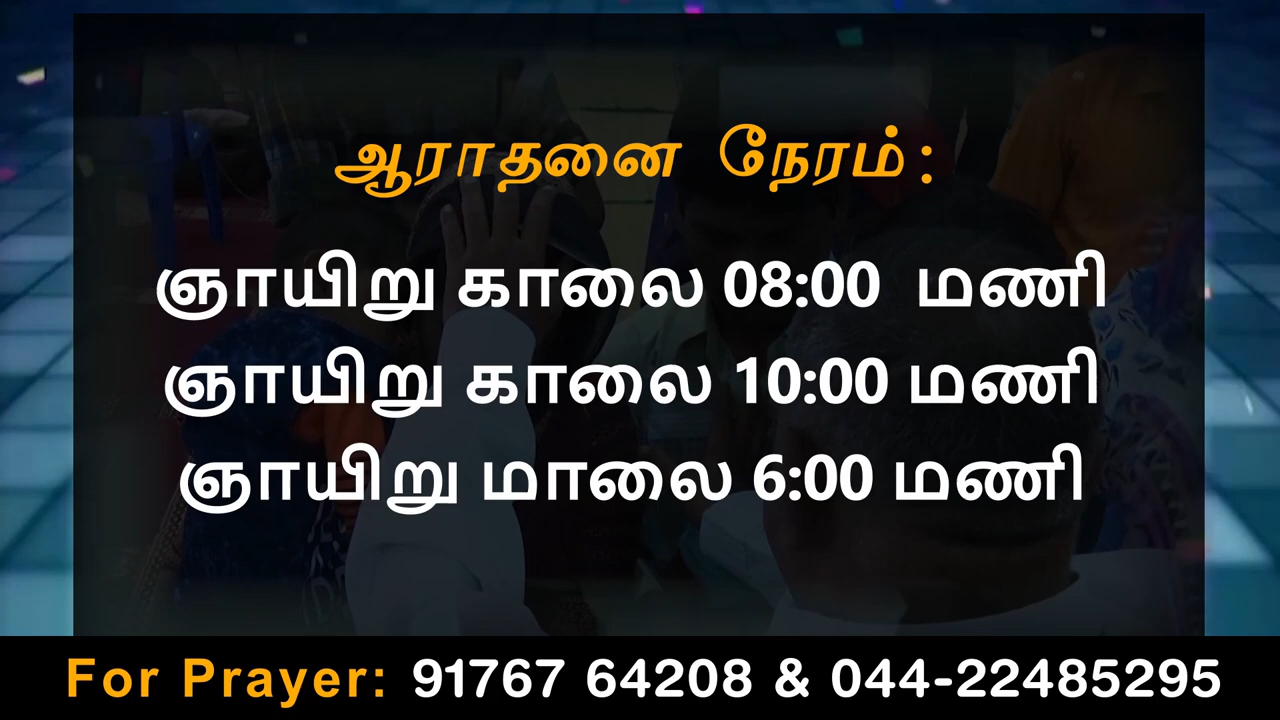 ஆராதனை நேரம் :
ஞாயிறு காலை 08:00 மணி
ஞாயிறு காலை 10:00 மணி
ஞாயிறு மாலை 6:00 மணி
For Prayer: 91767 64208 & 044-22485295